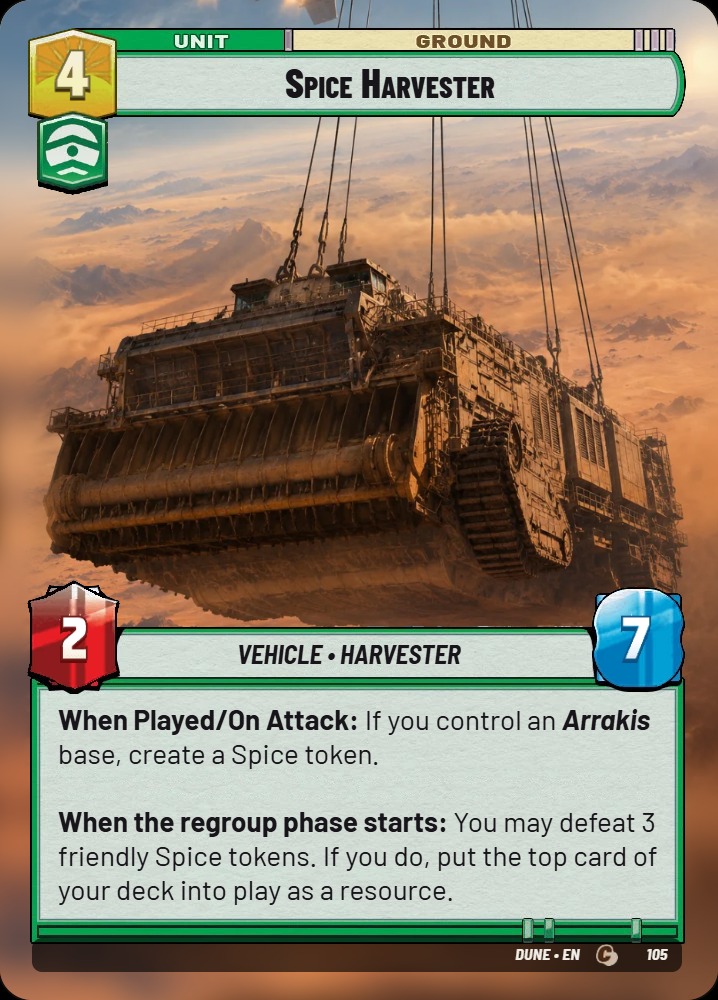 UNIT
GROUND
4
Spice Harvester
2
VEHICLE • HARVESTER
7
When Played/On Attack: If you control an Arrakis
base, create a Spice token.
When the regroup phase starts: You may defeat 3
friendly Spice tokens. If you do, put the top card of
your deck into play as a resource.
DUNE • EN C 105